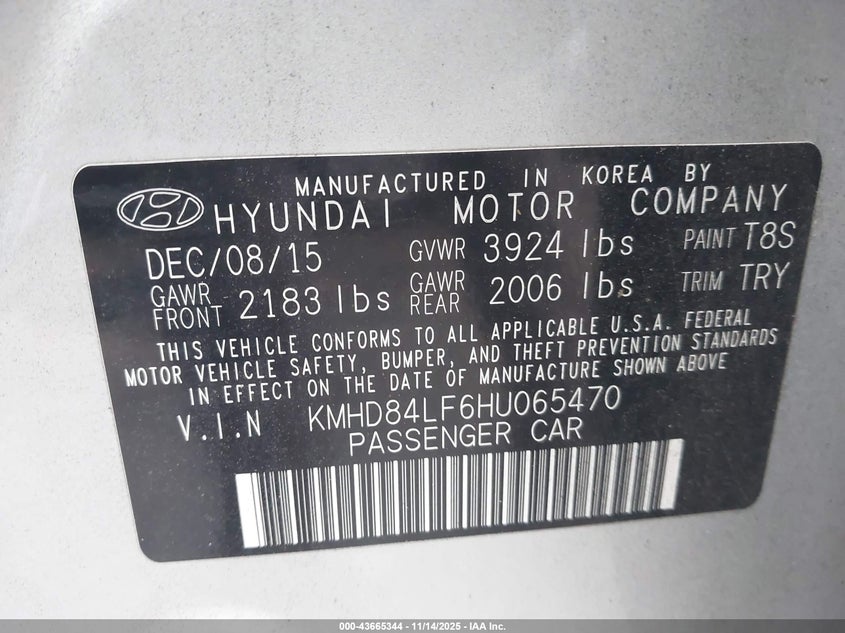 MANUFACTURED IN KOREA BY
HYUNDAI MOTOR COMPANY
DEC/08/15 GVWR 3924 lbs PAINT T8S
GAWR FRONT 2183 lbs GAWR REAR 2006 lbs TRIM TRY
THIS VEHICLE CONFORMS TO ALL APPLICABLE U.S.A. FEDERAL
MOTOR VEHICLE SAFETY, BUMPER, AND THEFT PREVENTION STANDARDS
IN EFFECT ON THE DATE OF MANUFACTURE SHOWN ABOVE
V.I.N KMHD84LF6HU065470
PASSENGER CAR
000-43665344 - 11/14/2025 - IAA Inc.